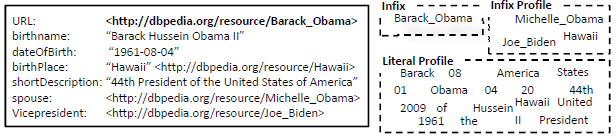 URL: <http://dbpedia.org/resource/Barack_Obama>
birthname: “Barack Hussein Obama II”
dateOfBirth: “1961-08-04”
birthPlace: “Hawaii” <http://dbpedia.org/resource/Hawaii>
shortDescription: “44th President of the United States of America”
spouse: <http://dbpedia.org/resource/Michelle_Obama>
Vicepresident: <http://dbpedia.org/resource/Joe_Biden>
Infix
Barack_Obama
Infix Profile
Michelle_Obama
Joe_Biden Hawaii
Literal Profile
Barack 08 America States
01 Obama 04 20 44th
2009 of Hussein Hawaii United
1961 the II President